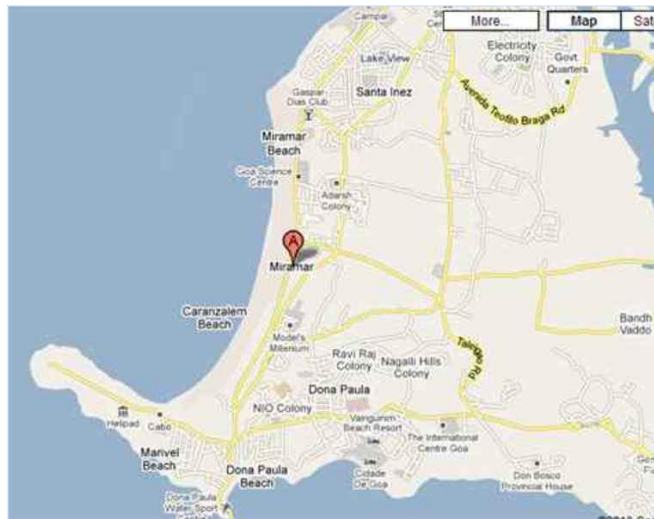 Campal
More...
Map
Sat
Lake View
Electricity
Colony
Govt
Quarters
Gaspar
Dias Club
Santa Inez
Avenida Teofilo Braga Rd
Miramar
Beach
Goa Science
Centre
Adarsh
Colony
A
Miramar
Caranzalem
Beach
Model's
Millenium
Bandh
Vaddo
Taleigao Rd
Ravi Raj
Colony
Nagalli Hills
Colony
Dona Paula
NIO Colony
Vainguinim
Beach Resort
Helipad
Cabo
The International
Centre Goa
Marivel
Beach
Dona Paula
Beach
Cidade
De Goa
Don Bosco
Provincial House
Dona Paula
Water Sport